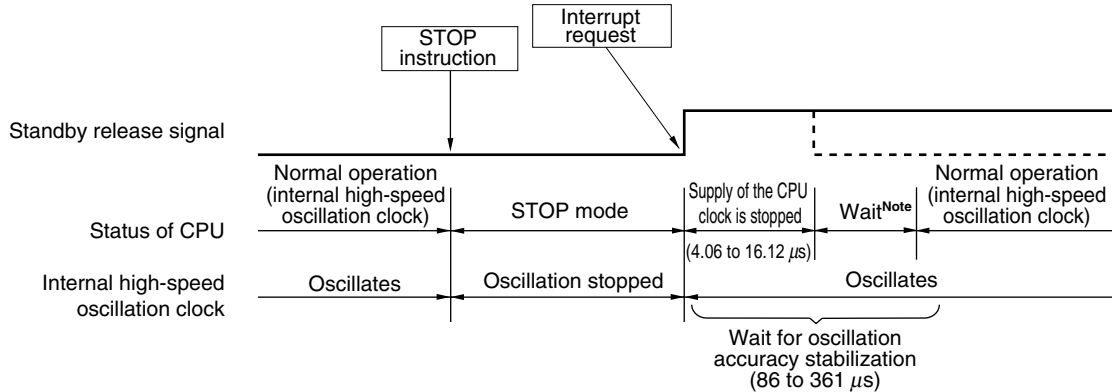 STOP
instruction
Interrupt
request
Standby release signal
Normal operation
(internal high-speed
oscillation clock)
Supply of the CPU
clock is stopped
Normal operation
(internal high-speed
oscillation clock)
Status of CPU
STOP mode
WaitNote
(4.06 to 16.12 μs)
Internal high-speed
oscillation clock
Oscillates
Oscillation stopped
Oscillates
Wait for oscillation
accuracy stabilization
(86 to 361 μs)